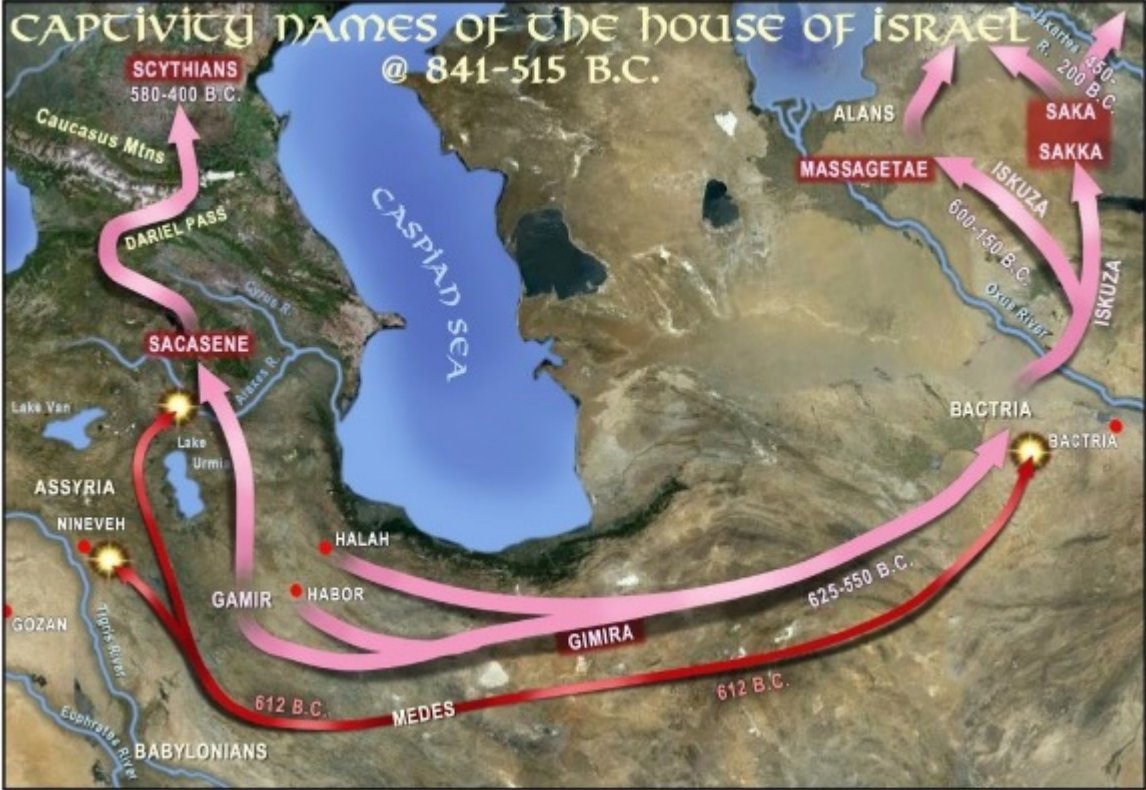 CAPTIVITY NAMES OF THE HOUSE OF ISRAEL
@ 841-515 B.C.
SCYTHIANS
580-400 B.C.
Caucasus Mtns
DARIEL PASS
CASPIAN SEA
Jaxartes
R.
450-
200 B.C.
ALANS
SAKA
SAKKA
MASSAGETAE
ISKUZA
600-150 B.C.
ISKUZA
Oxus River
Cyrus R.
SACASENE
Araxes R.
Lake Van
Lake
Urmia
BACTRIA
BACTRIA
ASSYRIA
NINEVEH
HALAH
HABOR
GAMIR
GOZAN
Tigris River
625-550 B.C.
GIMIRA
612 B.C.
MEDES
612 B.C.
Euphrates River
BABYLONIANS